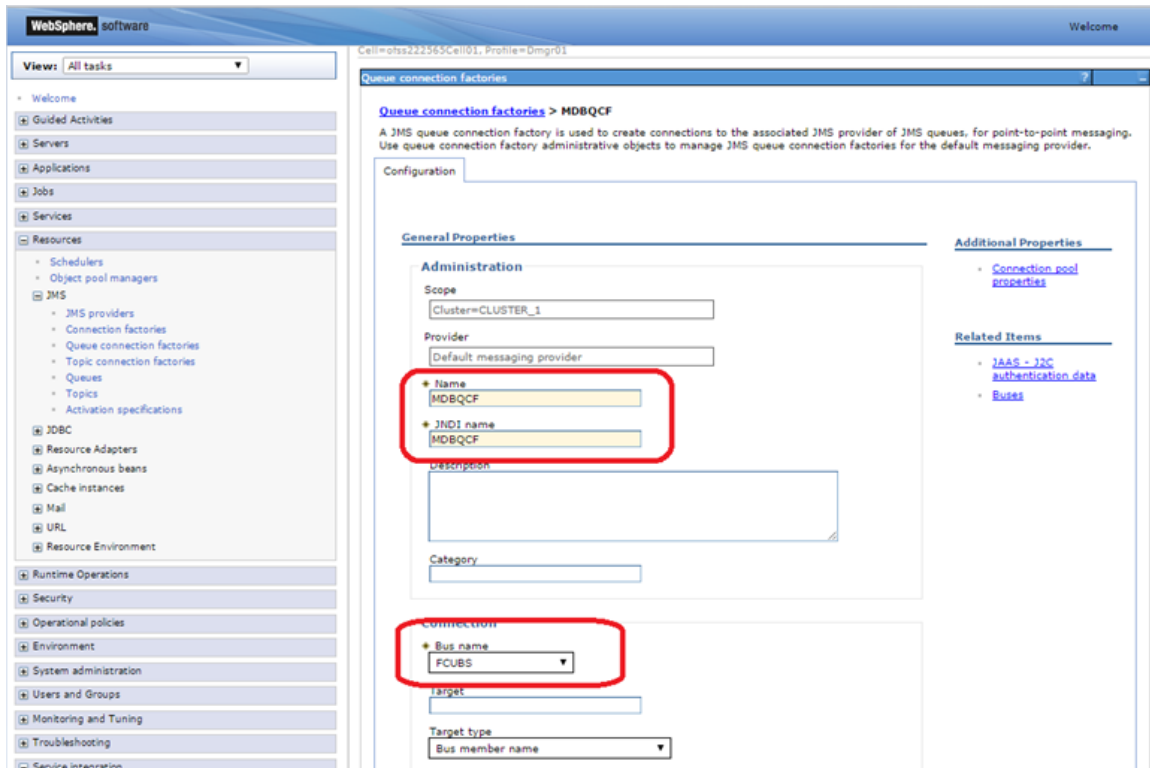 WebSphere. software
Welcome
View: All tasks
Welcome
Guided Activities
Servers
Applications
Jobs
Services
Resources
Schedulers
Object pool managers
JMS
JMS providers
Connection factories
Queue connection factories
Topic connection factories
Queues
Topics
Activation specifications
JDBC
Resource Adapters
Asynchronous beans
Cache instances
Mail
URL
Resource Environment
Runtime Operations
Security
Operational policies
Environment
System administration
Users and Groups
Monitoring and Tuning
Troubleshooting
Service integration
Cell=ofss222565Cell01, Profile=Dmgr01
Queue connection factories ? –
Queue connection factories > MDBQCF
A JMS queue connection factory is used to create connections to the associated JMS provider of JMS queues, for point-to-point messaging.
Use queue connection factory administrative objects to manage JMS queue connection factories for the default messaging provider.
Configuration
General Properties
Administration
Scope
Cluster=CLUSTER_1
Provider
Default messaging provider
Name
MDBQCF
JNDI name
MDBQCF
Description
Category
Connection
Bus name
FCUBS
Target
Target type
Bus member name
Additional Properties
Connection pool
properties
Related Items
JAAS - J2C
authentication data
Buses